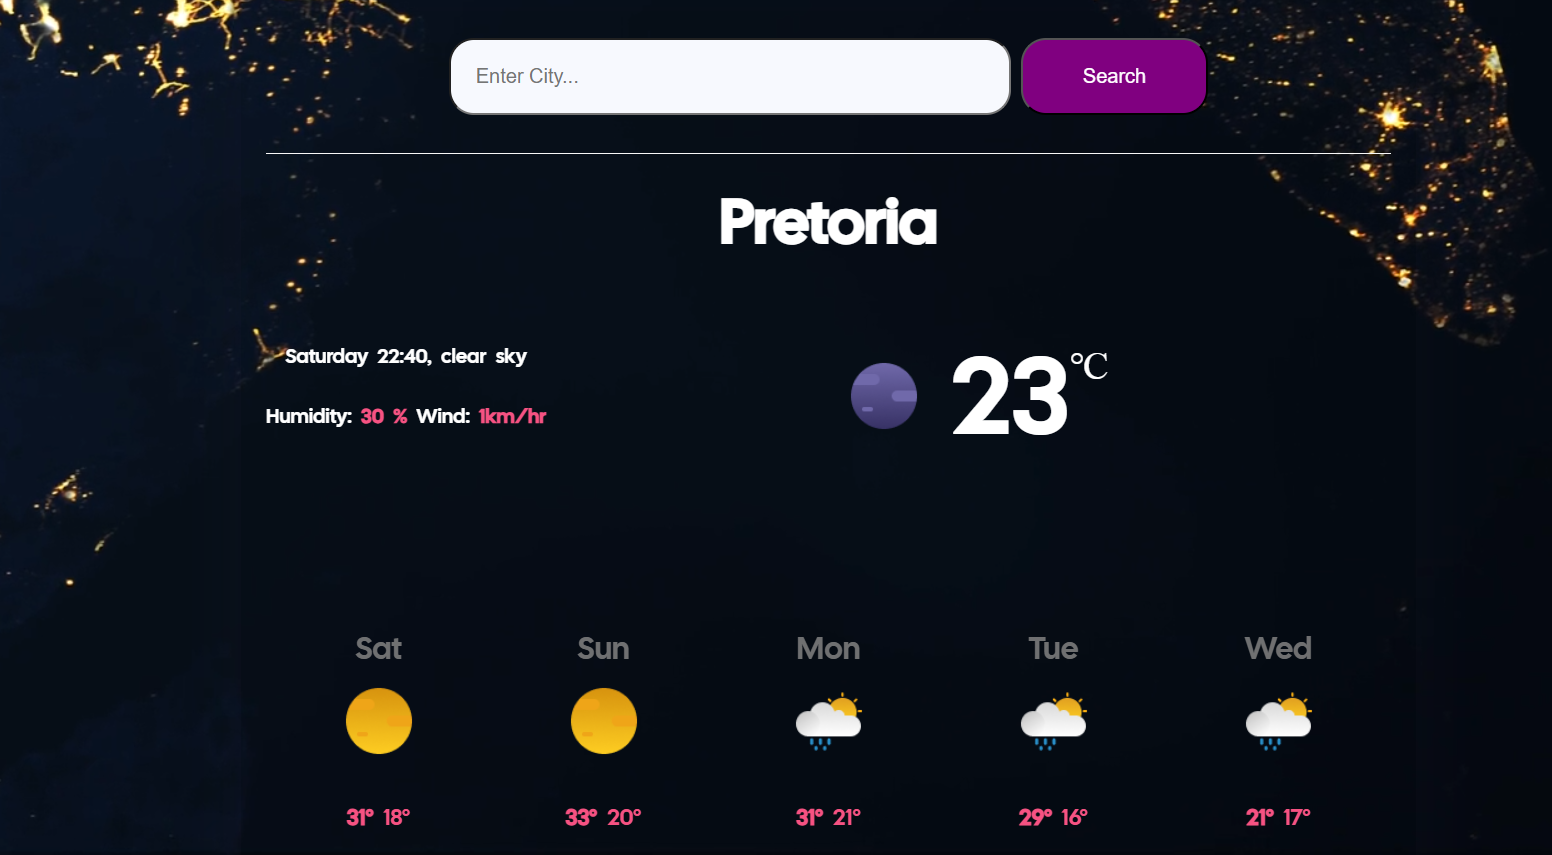 Enter City...
Search
Pretoria
Saturday 22:40, clear sky
Humidity: 30 % Wind: 1km/hr
23°C
Sat Sun Mon Tue Wed
31° 18° 33° 20° 31° 21° 29° 16° 21° 17°